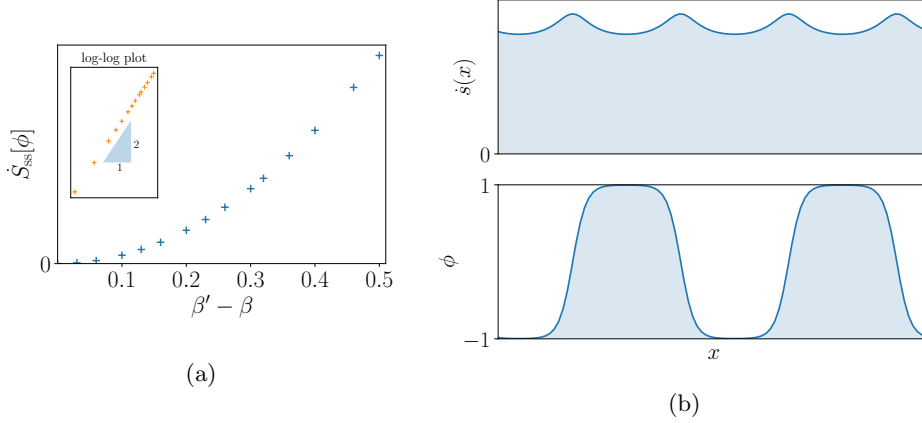 log-log plot
2
1
Ṡss[ϕ]
0
0.1
0.2
0.3
0.4
0.5
β′ − β
(a)
ṡ(x)
0
1
ϕ
−1
x
(b)